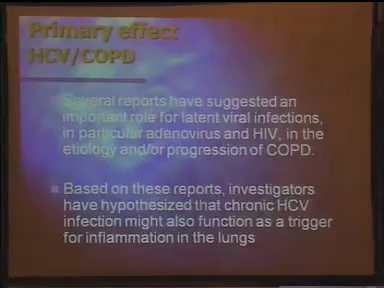 Primary effect
HCV/COPD
Several reports have suggested an
important role for latent viral infections,
in particular adenovirus and HIV, in the
etiology and/or progression of COPD.
Based on these reports, investigators
have hypothesized that chronic HCV
infection might also function as a trigger
for inflammation in the lungs